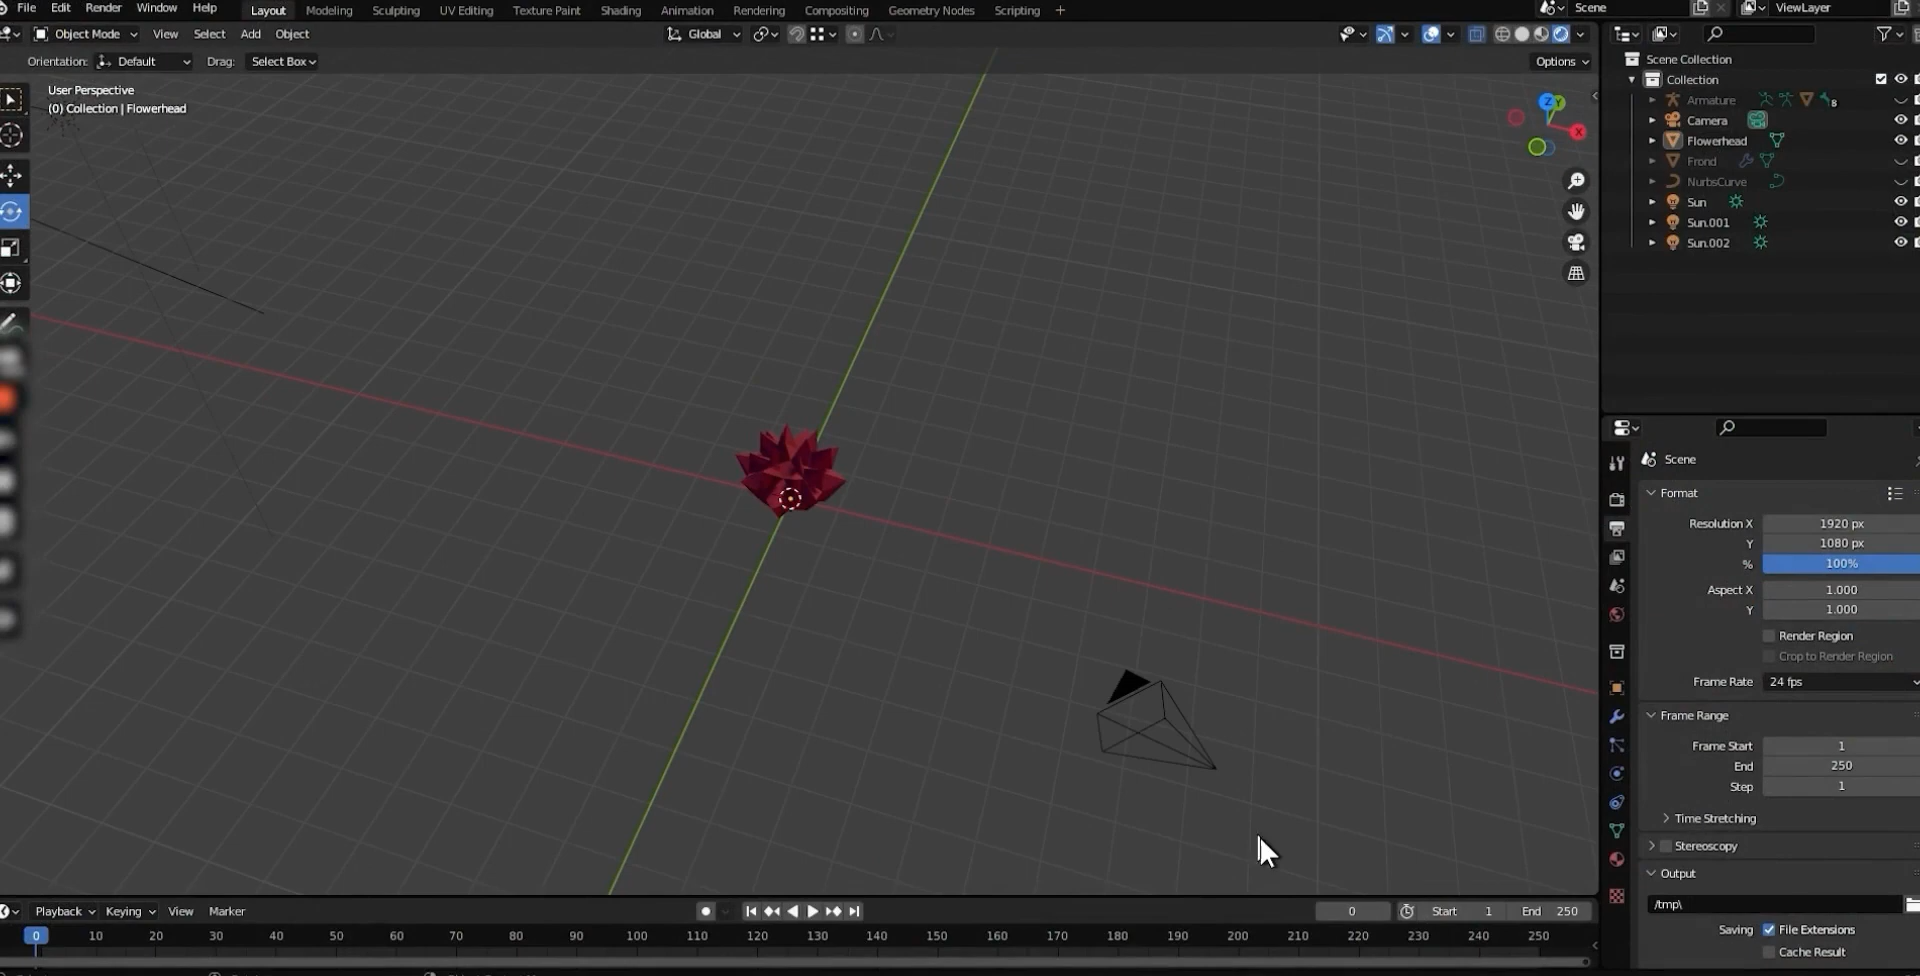 File Edit Render Window Help Layout Modeling Sculpting UV Editing Texture Paint Shading Animation Rendering Compositing Geometry Nodes Scripting + Scene ViewLayer
Object Mode View Select Add Object Global
Orientation: Default Drag: Select Box Options
User Perspective
(0) Collection | Flowerhead
Z
Y
X
Scene Collection
Collection
Armature 8
Camera
Flowerhead
Frond
NurbsCurve
Sun
Sun.001
Sun.002
Scene
Format
Resolution X 1920 px
Y 1080 px
% 100%
Aspect X 1.000
Y 1.000
Render Region
Crop to Render Region
Frame Rate 24 fps
Frame Range
Frame Start 1
End 250
Step 1
Time Stretching
Stereoscopy
Output
/tmp\
Saving File Extensions
Cache Result
Playback Keying View Marker 0 Start 1 End 250
0 10 20 30 40 50 60 70 80 90 100 110 120 130 140 150 160 170 180 190 200 210 220 230 240 250